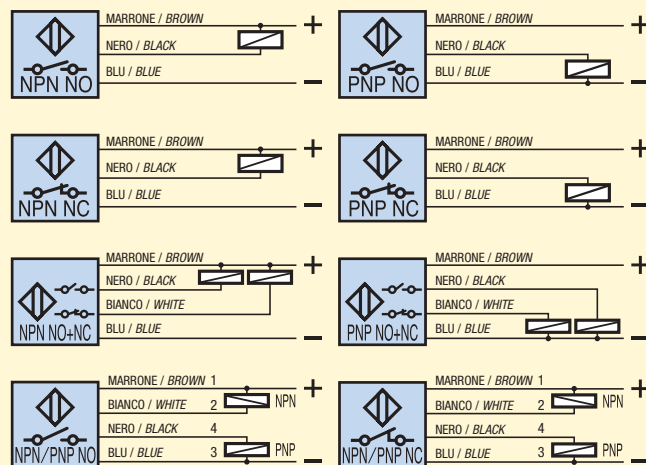 MARRONE / BROWN
+
NERO / BLACK
BLU / BLUE
NPN NO
–
MARRONE / BROWN
+
NERO / BLACK
BLU / BLUE
PNP NO
–
MARRONE / BROWN
+
NERO / BLACK
BLU / BLUE
NPN NC
–
MARRONE / BROWN
+
NERO / BLACK
BLU / BLUE
PNP NC
–
MARRONE / BROWN
+
NERO / BLACK
BIANCO / WHITE
BLU / BLUE
NPN NO+NC
–
MARRONE / BROWN
+
NERO / BLACK
BIANCO / WHITE
BLU / BLUE
PNP NO+NC
–
MARRONE / BROWN 1
+
BIANCO / WHITE 2 NPN
NERO / BLACK 4
BLU / BLUE 3 PNP
NPN/PNP NO
–
MARRONE / BROWN 1
+
BIANCO / WHITE 2 NPN
NERO / BLACK 4
BLU / BLUE 3 PNP
NPN/PNP NC
–